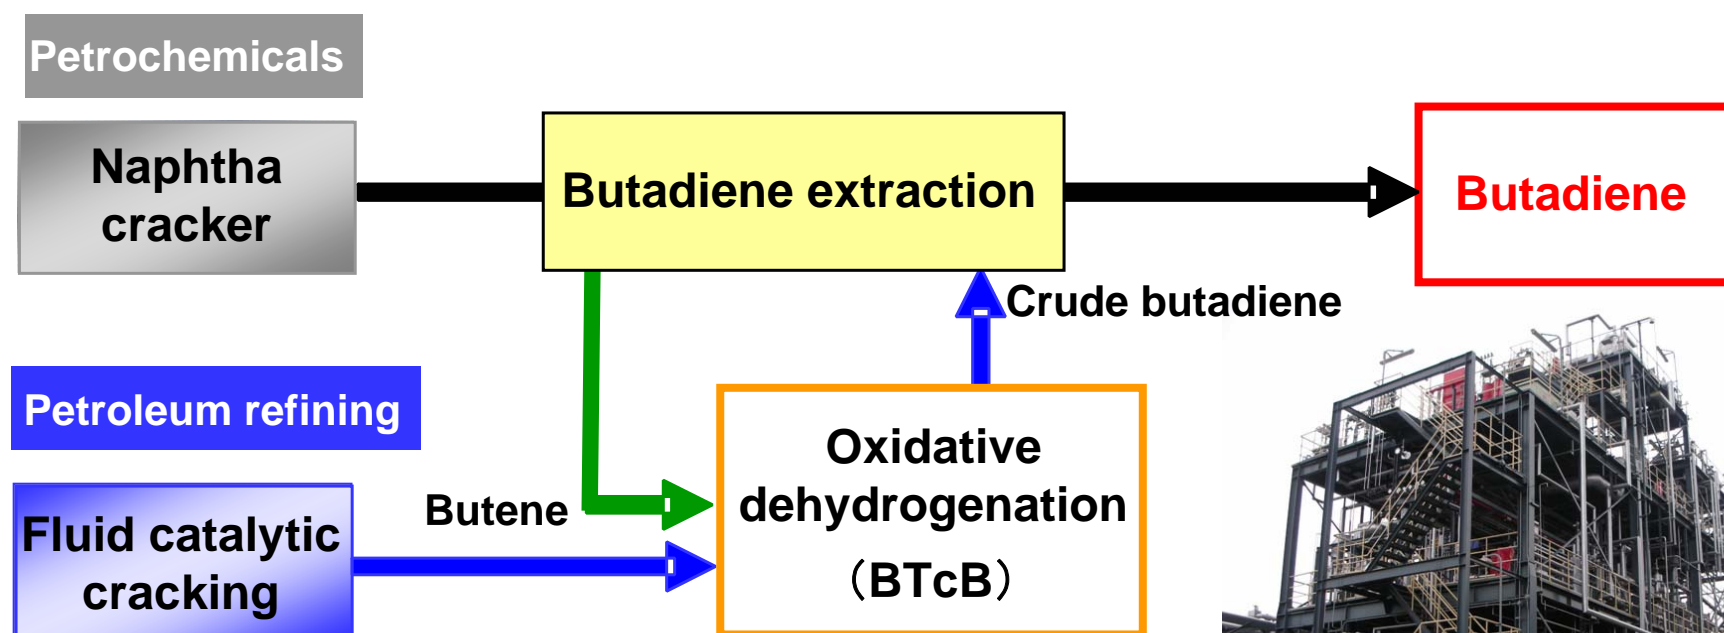 Petrochemicals
Naphtha
cracker
Butadiene extraction
Butadiene
Crude butadiene
Petroleum refining
Oxidative
dehydrogenation
（BTcB）
Butene
Fluid catalytic
cracking